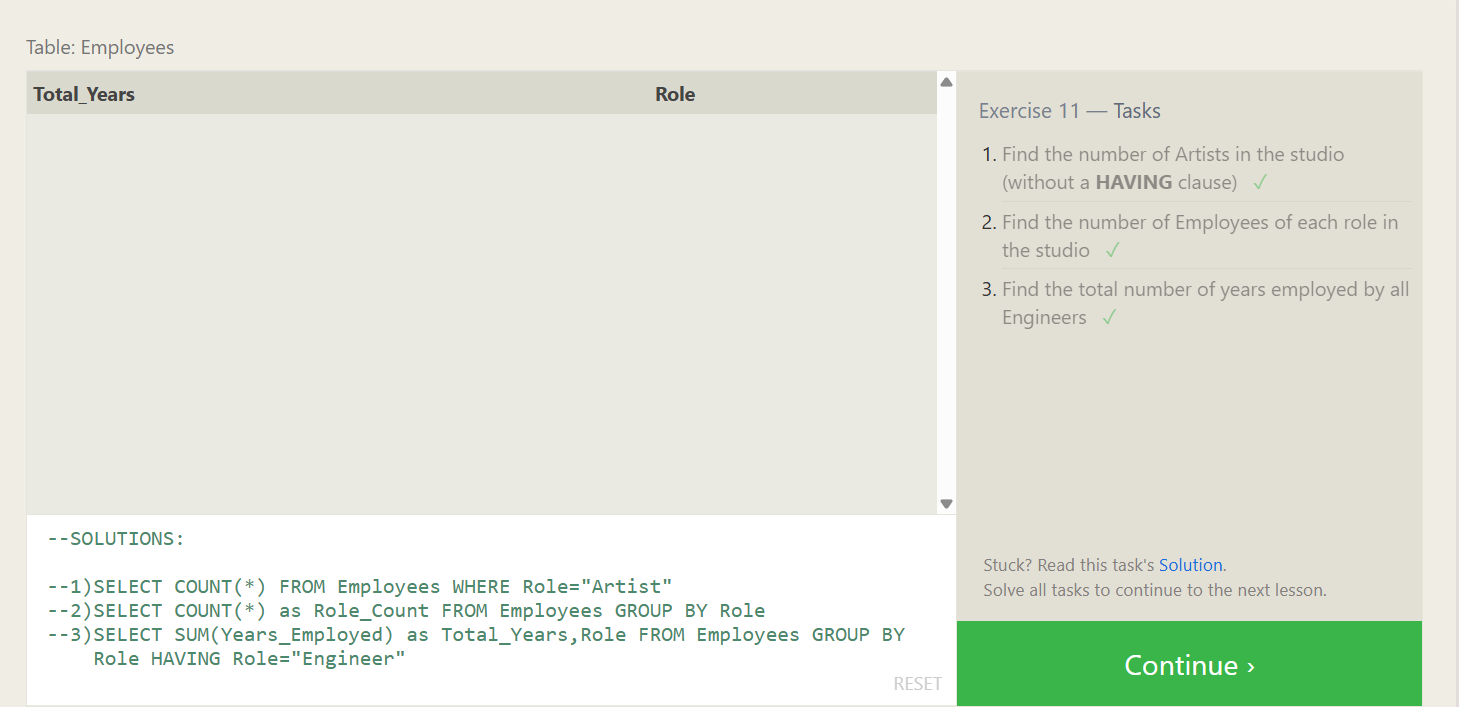 Table: Employees
Total_Years Role
Exercise 11 — Tasks
1. Find the number of Artists in the studio
(without a HAVING clause) ✓
2. Find the number of Employees of each role in
the studio ✓
3. Find the total number of years employed by all
Engineers ✓
--SOLUTIONS:
--1)SELECT COUNT(*) FROM Employees WHERE Role="Artist"
--2)SELECT COUNT(*) as Role_Count FROM Employees GROUP BY Role
--3)SELECT SUM(Years_Employed) as Total_Years,Role FROM Employees GROUP BY
Role HAVING Role="Engineer"
RESET
Stuck? Read this task's Solution.
Solve all tasks to continue to the next lesson.
Continue ›